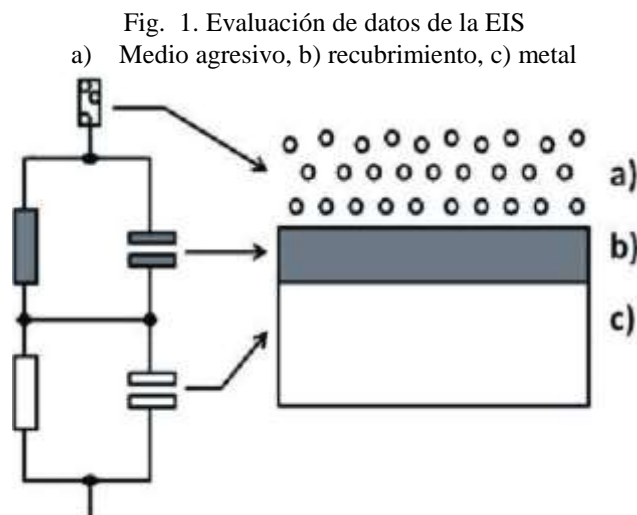 Fig. 1. Evaluación de datos de la EIS
a) Medio agresivo, b) recubrimiento, c) metal
a)
b)
c)